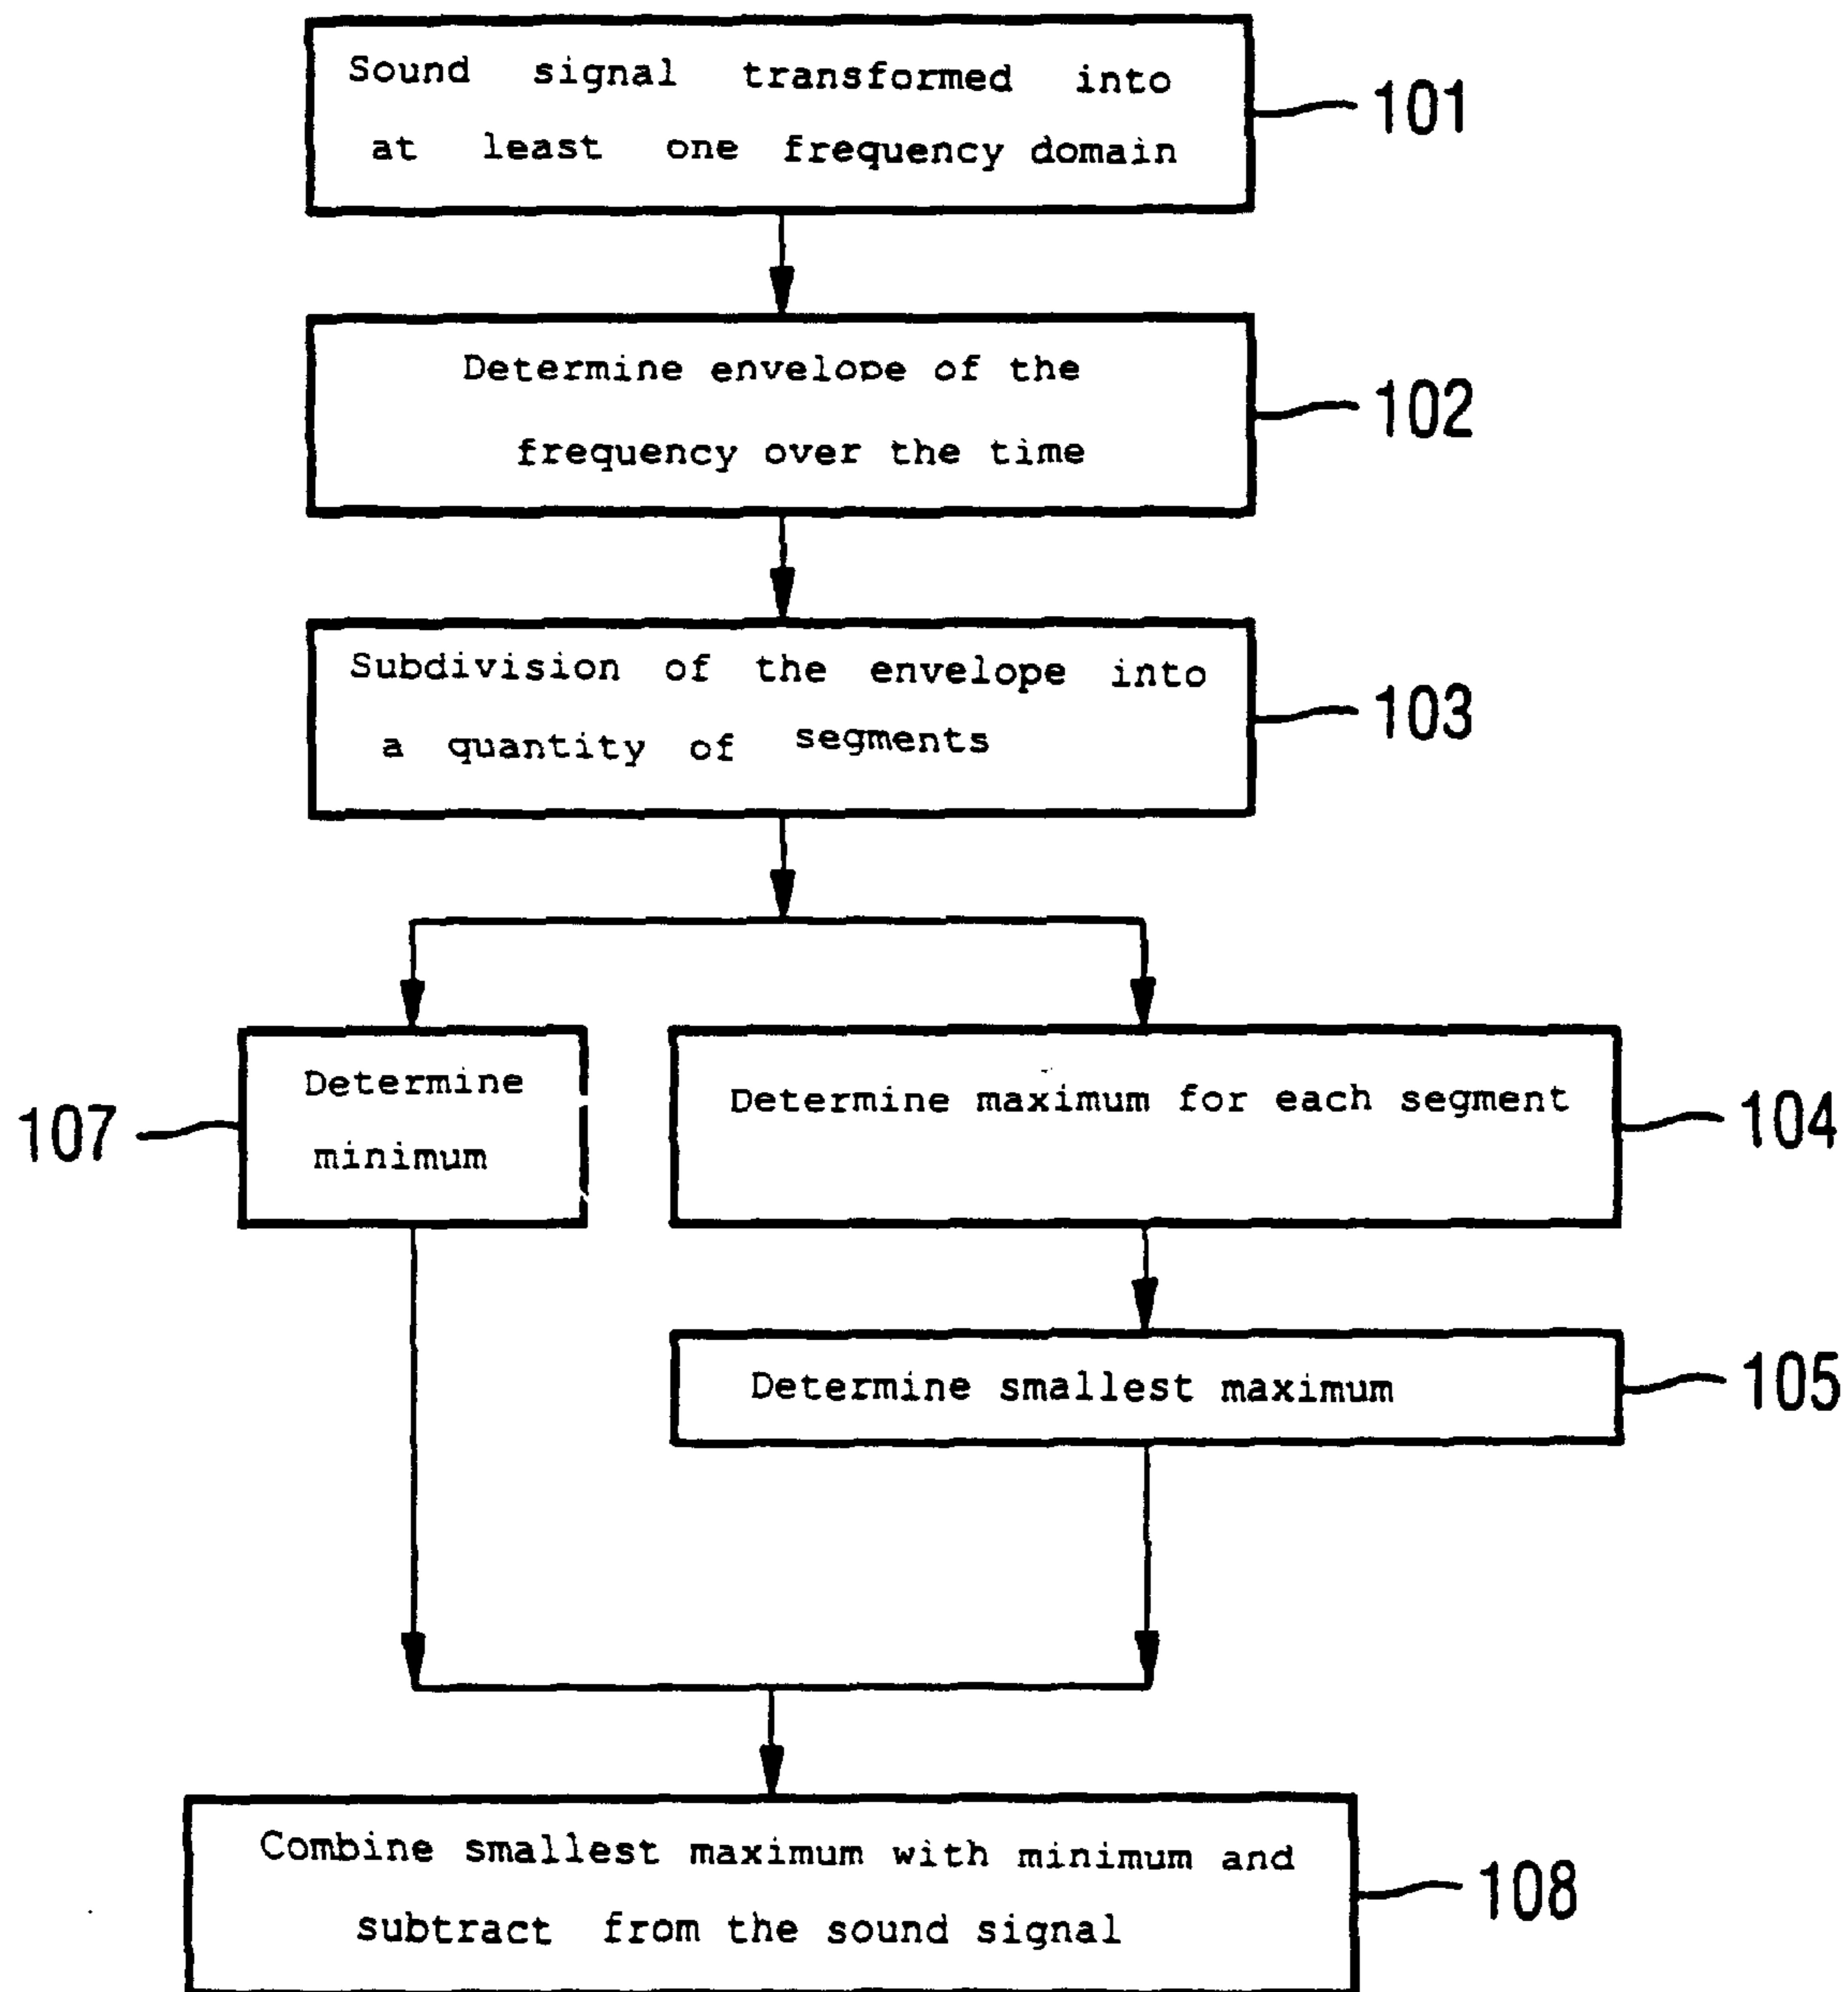 Sound signal transformed into
at least one frequency domain
101
Determine envelope of the
frequency over the time
102
Subdivision of the envelope into
a quantity of segments
103
Determine
minimum
107
Determine maximum for each segment
104
Determine smallest maximum
105
Combine smallest maximum with minimum and
subtract from the sound signal
108